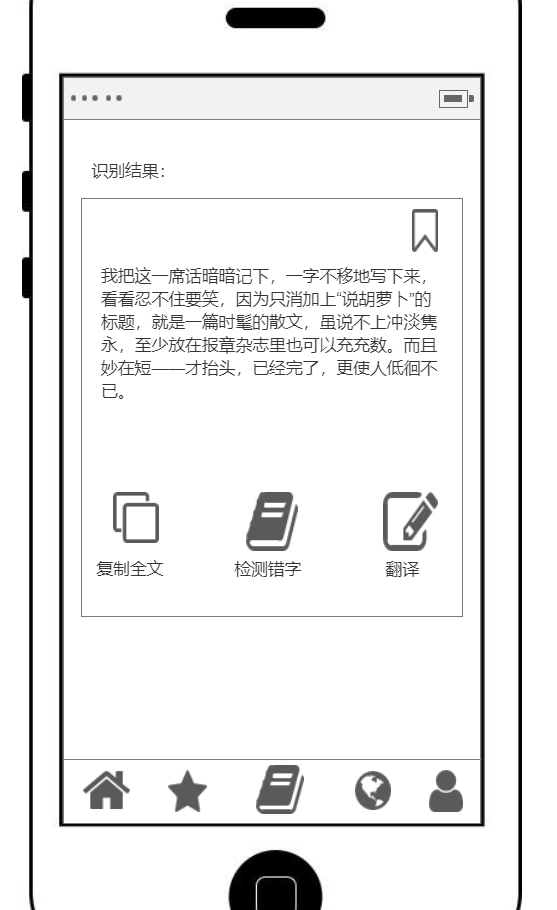 识别结果：
我把这一席话暗暗记下，一字不移地写下来，
看看忍不住要笑，因为只消加上“说胡萝卜”的
标题，就是一篇时髦的散文，虽说不上冲淡隽
永，至少放在报章杂志里也可以充充数。而且
妙在短——才抬头，已经完了，更使人低徊不
已。
复制全文 检测错字 翻译